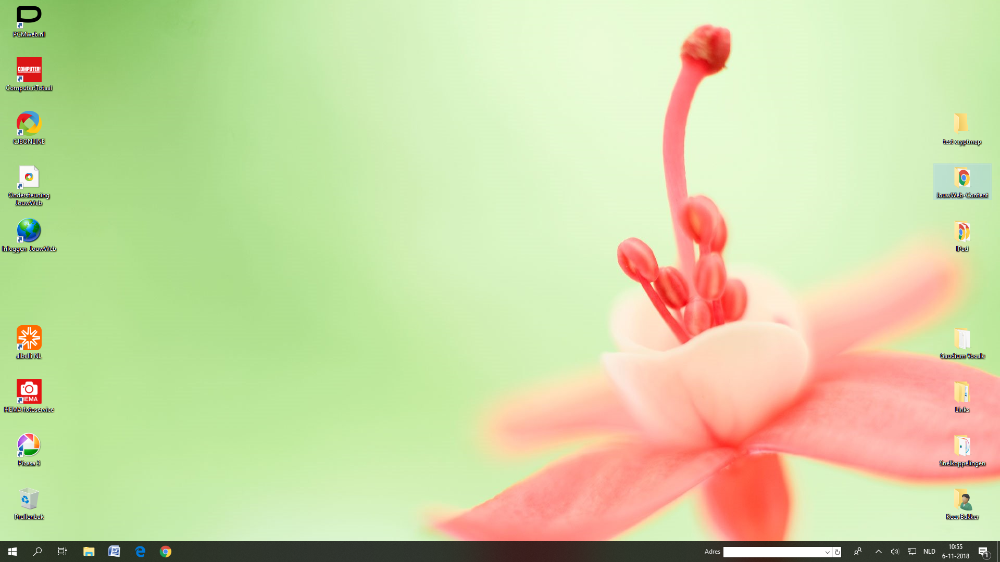 PCMweb.nl
COMPUTER!
Computer!Totaal
CJBONLINE
Ondersteuning
JouwWeb
Inloggen JouwWeb
albelli NL
HEMA
HEMA fotoservice
Picasa 3
Prullenbak
test cryptmap
JouwWeb-Content
IPad
Gaudium Vocale
Links
Snelkoppelingen
Kees Bakker
Adres
NLD
10:55
6-11-2018
1